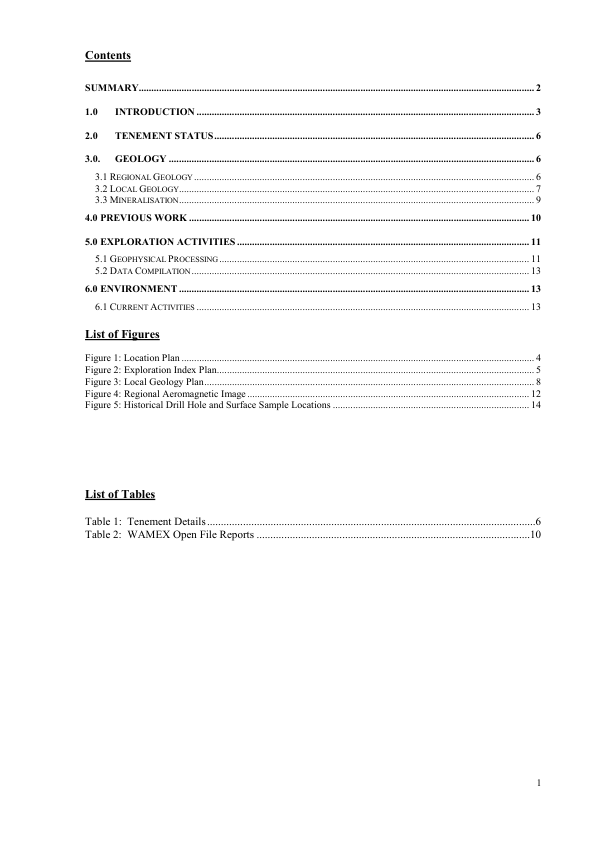 Contents
SUMMARY 2
1.0 INTRODUCTION 3
2.0 TENEMENT STATUS 6
3.0. GEOLOGY 6
3.1 REGIONAL GEOLOGY 6
3.2 LOCAL GEOLOGY 7
3.3 MINERALISATION 9
4.0 PREVIOUS WORK 10
5.0 EXPLORATION ACTIVITIES 11
5.1 GEOPHYSICAL PROCESSING 11
5.2 DATA COMPILATION 13
6.0 ENVIRONMENT 13
6.1 CURRENT ACTIVITIES 13
List of Figures
Figure 1: Location Plan 4
Figure 2: Exploration Index Plan 5
Figure 3: Local Geology Plan 8
Figure 4: Regional Aeromagnetic Image 12
Figure 5: Historical Drill Hole and Surface Sample Locations 14
List of Tables
Table 1: Tenement Details 6
Table 2: WAMEX Open File Reports 10
1